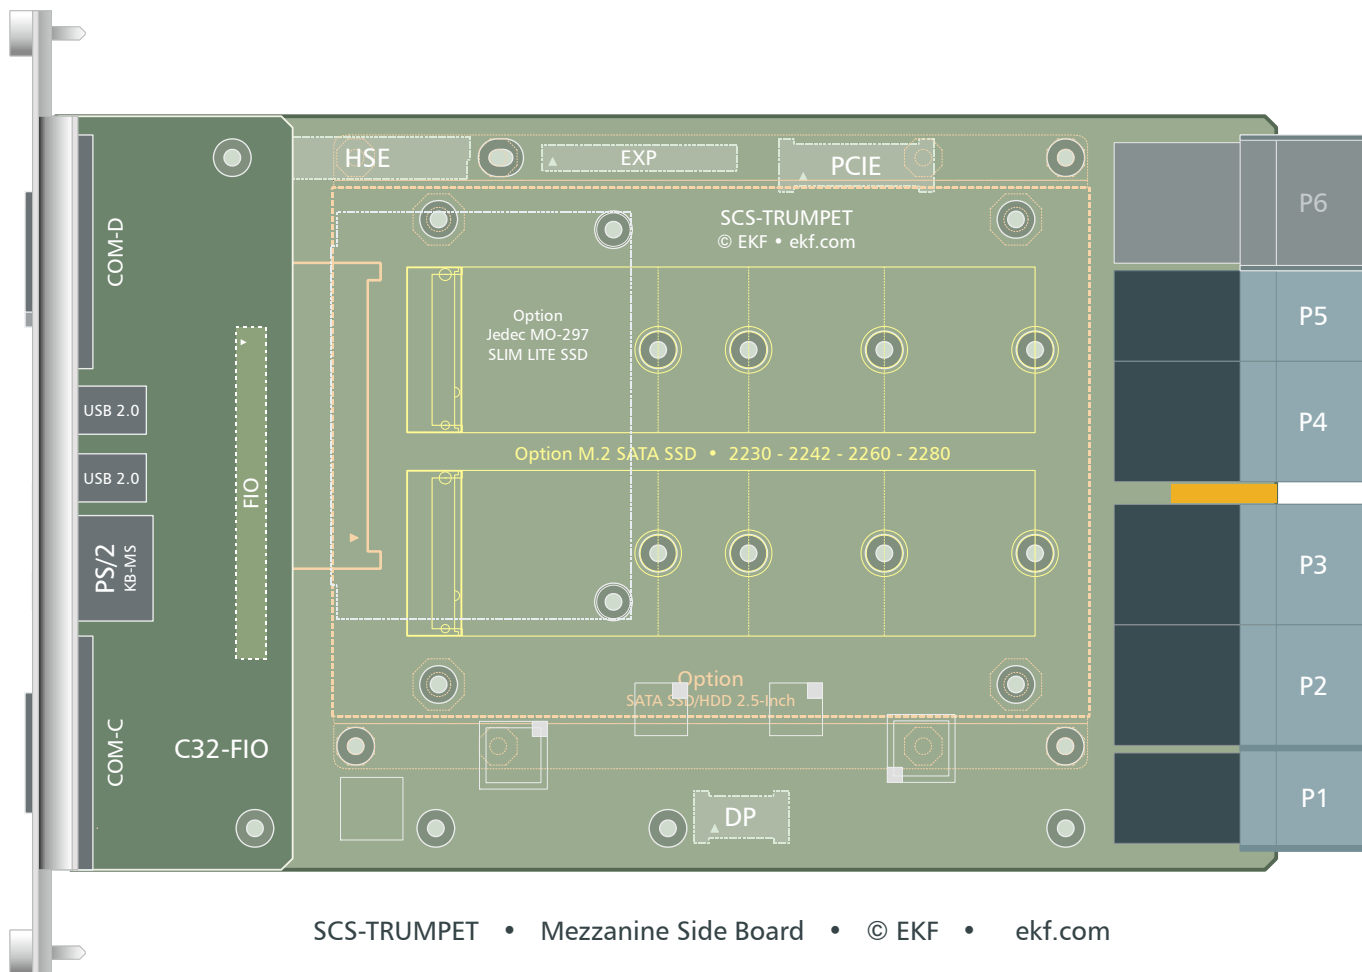 HSE
EXP
PCIE
P6
SCS-TRUMPET
© EKF • ekf.com
COM-D
Option
Jedec MO-297
SLIM LITE SSD
P5
USB 2.0
P4
Option M.2 SATA SSD • 2230 - 2242 - 2260 - 2280
USB 2.0
FIO
PS/2
KB-MS
P3
Option
SATA SSD/HDD 2.5-Inch
P2
COM-C
C32-FIO
DP
P1
SCS-TRUMPET • Mezzanine Side Board • © EKF • ekf.com